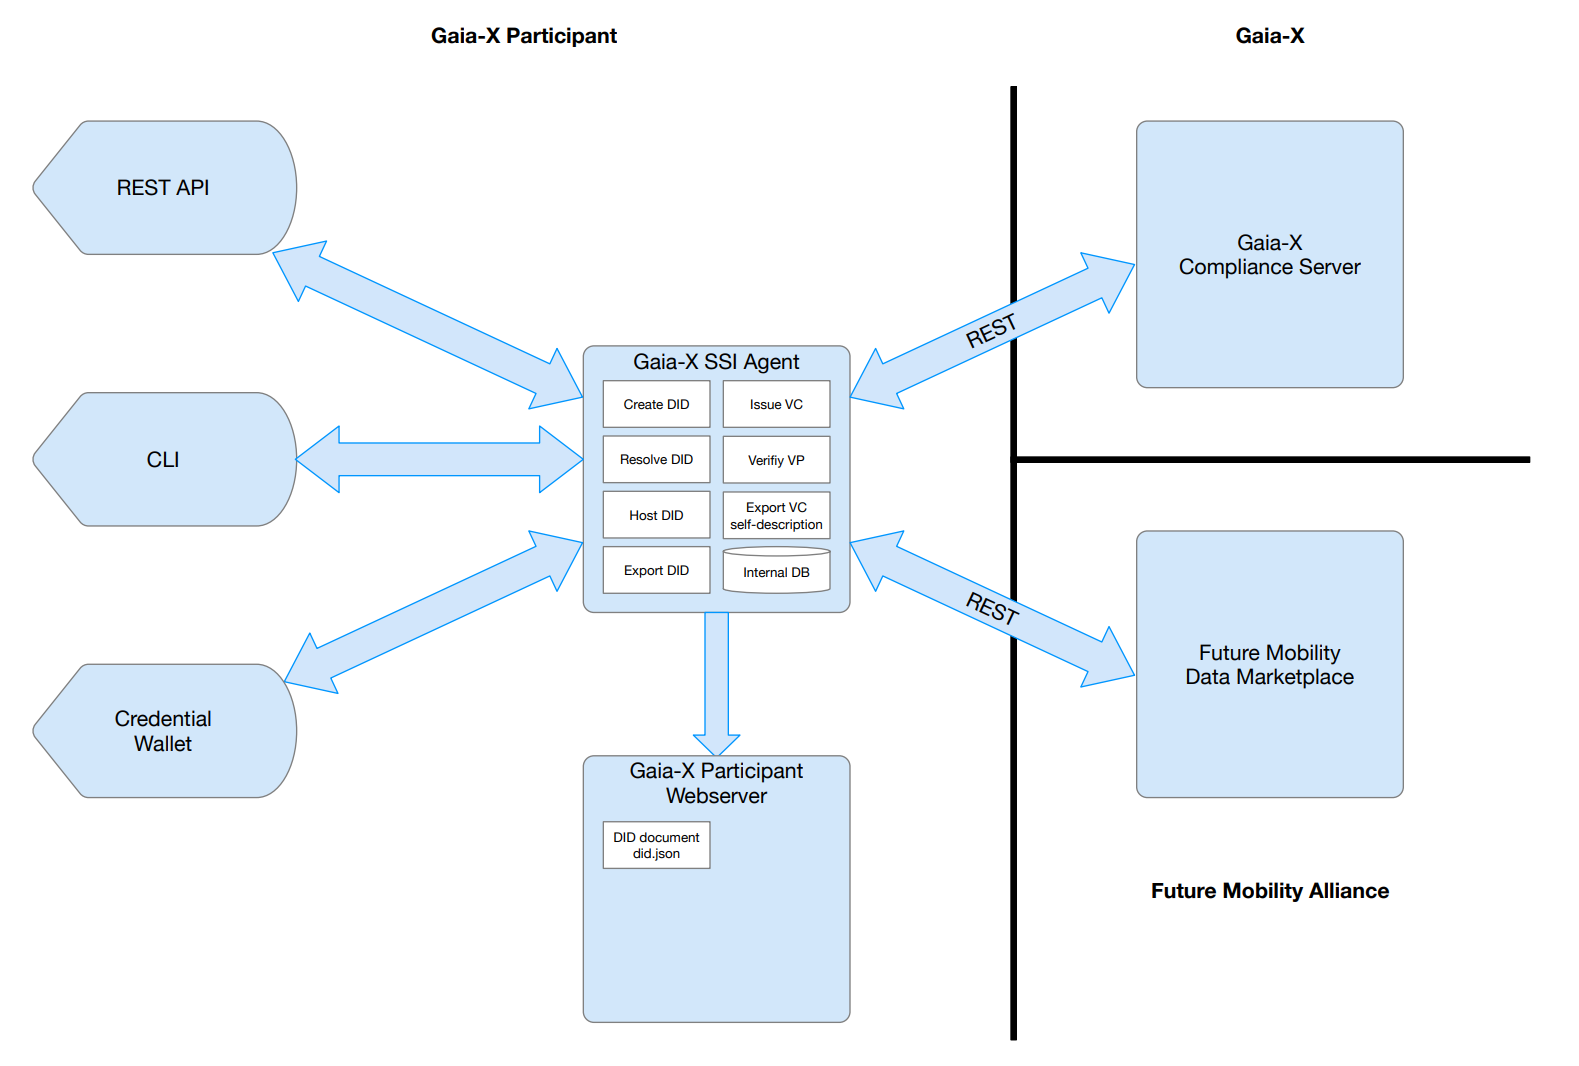 Gaia-X Participant
Gaia-X
REST API
CLI
Credential
Wallet
Gaia-X SSI Agent
Create DID
Issue VC
Resolve DID
Verifiy VP
Host DID
Export VC
self-description
Export DID
Internal DB
Gaia-X Participant
Webserver
DID document
did.json
REST
REST
Gaia-X
Compliance Server
Future Mobility
Data Marketplace
Future Mobility Alliance